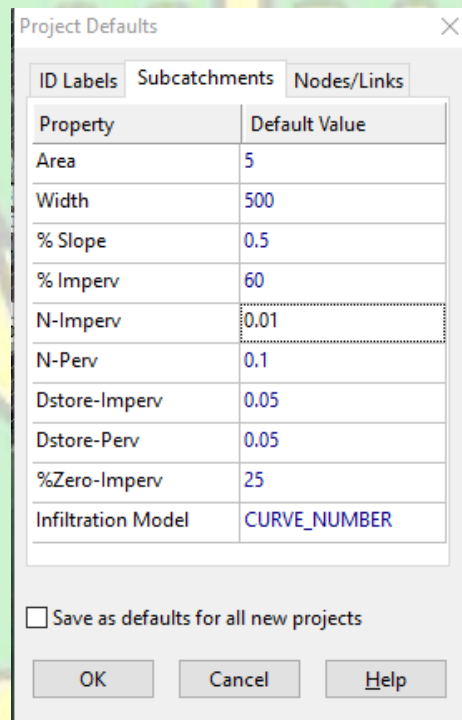 Project Defaults
ID Labels Subcatchments Nodes/Links
Property Default Value
Area 5
Width 500
% Slope 0.5
% Imperv 60
N-Imperv 0.01
N-Perv 0.1
Dstore-Imperv 0.05
Dstore-Perv 0.05
%Zero-Imperv 25
Infiltration Model CURVE_NUMBER
Save as defaults for all new projects
OK Cancel Help